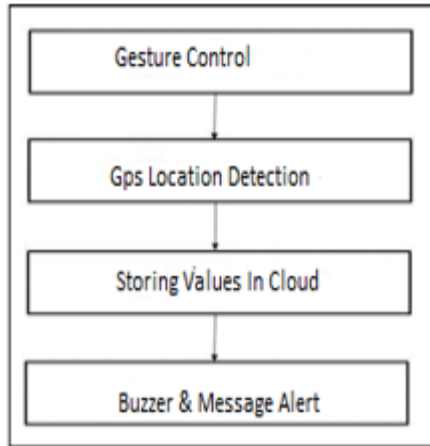 Gesture Control
Gps Location Detection
Storing Values In Cloud
Buzzer & Message Alert